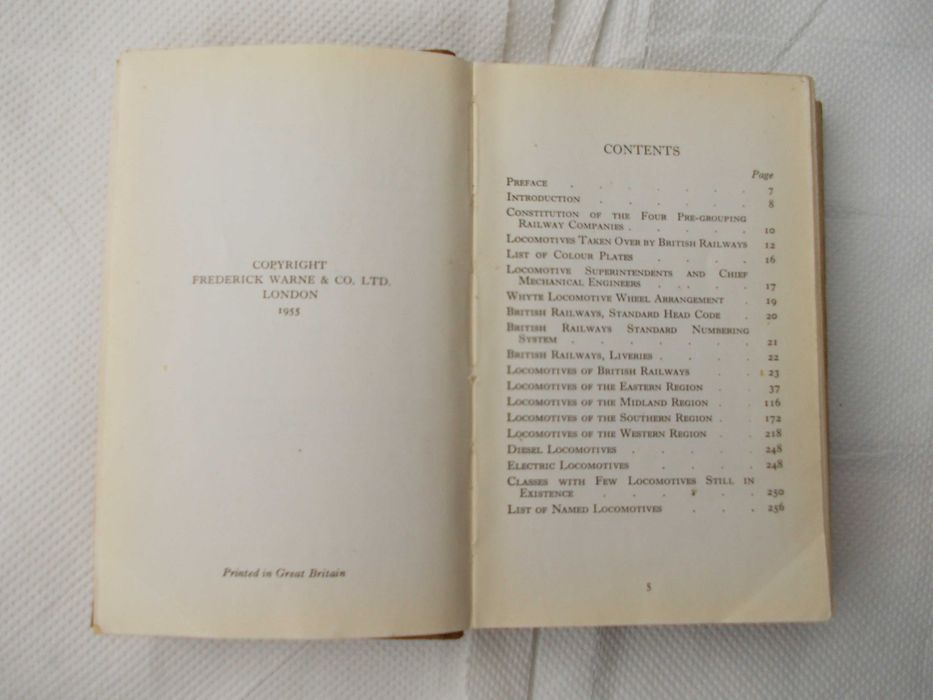 COPYRIGHT
FREDERICK WARNE & CO. LTD.
LONDON
1955
Printed in Great Britain
CONTENTS
Page
PREFACE . . . . . . 7
INTRODUCTION . . . . . . 8
CONSTITUTION OF THE FOUR PRE-GROUPING
RAILWAY COMPANIES . . . . . 10
LOCOMOTIVES TAKEN OVER BY BRITISH RAILWAYS 12
LIST OF COLOUR PLATES . . . . 16
LOCOMOTIVE SUPERINTENDENTS AND CHIEF
MECHANICAL ENGINEERS . . . . 17
WHYTE LOCOMOTIVE WHEEL ARRANGEMENT . 19
BRITISH RAILWAYS, STANDARD HEAD CODE . 20
BRITISH RAILWAYS STANDARD NUMBERING
SYSTEM . . . . . . . 21
BRITISH RAILWAYS, LIVERIES . . . . 22
LOCOMOTIVES OF BRITISH RAILWAYS . . 23
LOCOMOTIVES OF THE EASTERN REGION . . 37
LOCOMOTIVES OF THE MIDLAND REGION . . 116
LOCOMOTIVES OF THE SOUTHERN REGION . . 172
LOCOMOTIVES OF THE WESTERN REGION . . 218
DIESEL LOCOMOTIVES . . . . . 248
ELECTRIC LOCOMOTIVES . . . . 248
CLASSES WITH FEW LOCOMOTIVES STILL IN
EXISTENCE . . . . . . 250
LIST OF NAMED LOCOMOTIVES . . . 256
5